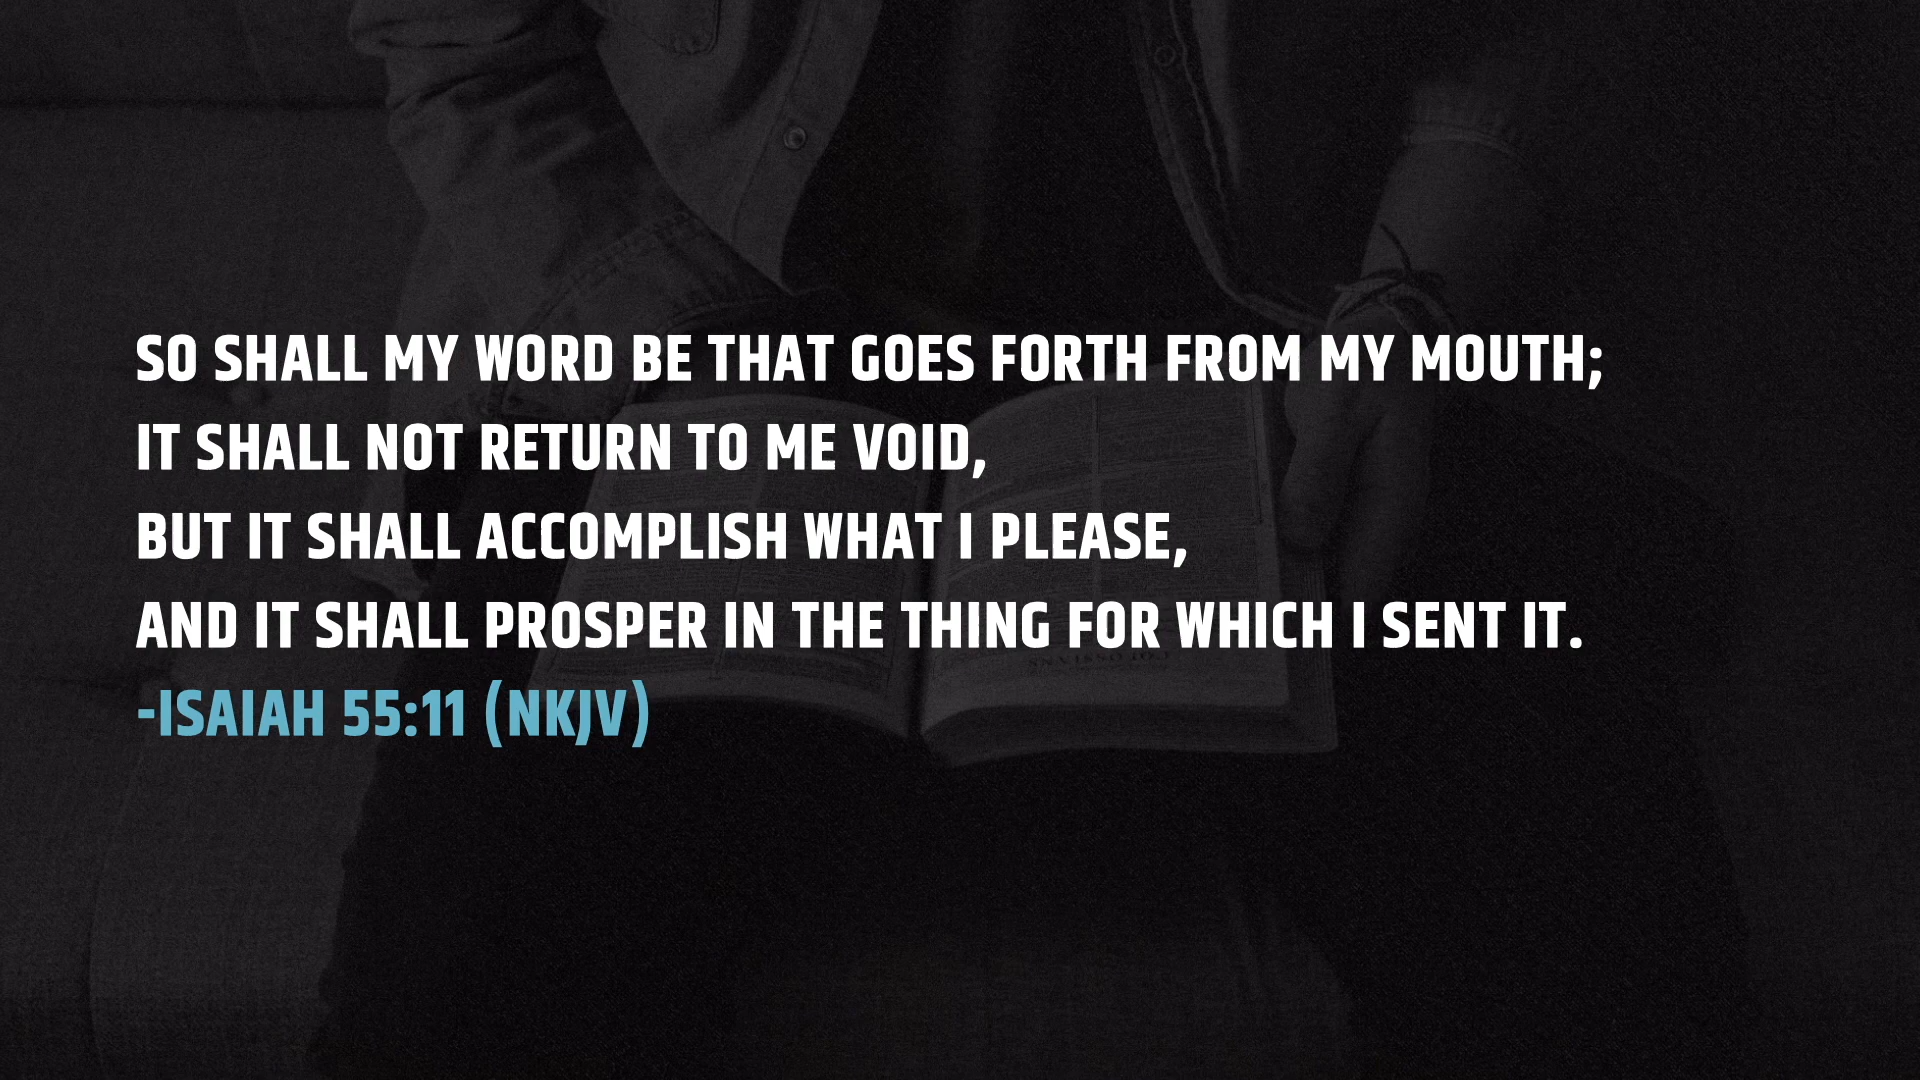 SO SHALL MY WORD BE THAT GOES FORTH FROM MY MOUTH;
IT SHALL NOT RETURN TO ME VOID,
BUT IT SHALL ACCOMPLISH WHAT I PLEASE,
AND IT SHALL PROSPER IN THE THING FOR WHICH I SENT IT.
-ISAIAH 55:11 (NKJV)